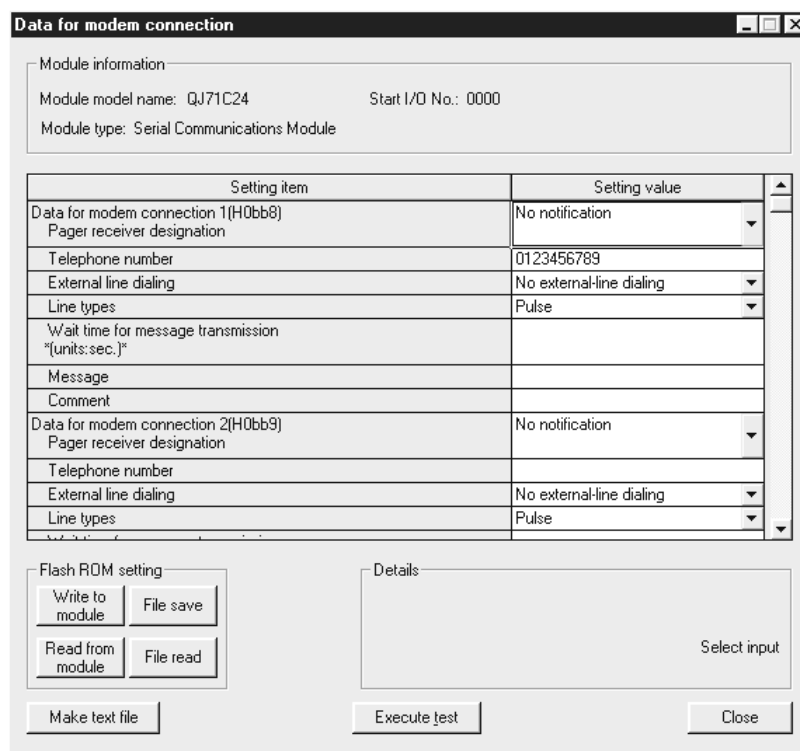 Data for modem connection
Module information
Module model name: QJ71C24 Start I/O No.: 0000
Module type: Serial Communications Module
Setting item Setting value
Data for modem connection 1(H0bb8)
Pager receiver designation No notification
Telephone number 0123456789
External line dialing No external-line dialing
Line types Pulse
Wait time for message transmission
*(units:sec.)*
Message
Comment
Data for modem connection 2(H0bb9)
Pager receiver designation No notification
Telephone number
External line dialing No external-line dialing
Line types Pulse
Flash ROM setting
Write to
module
File save
Read from
module
File read
Details
Select input
Make text file
Execute test
Close